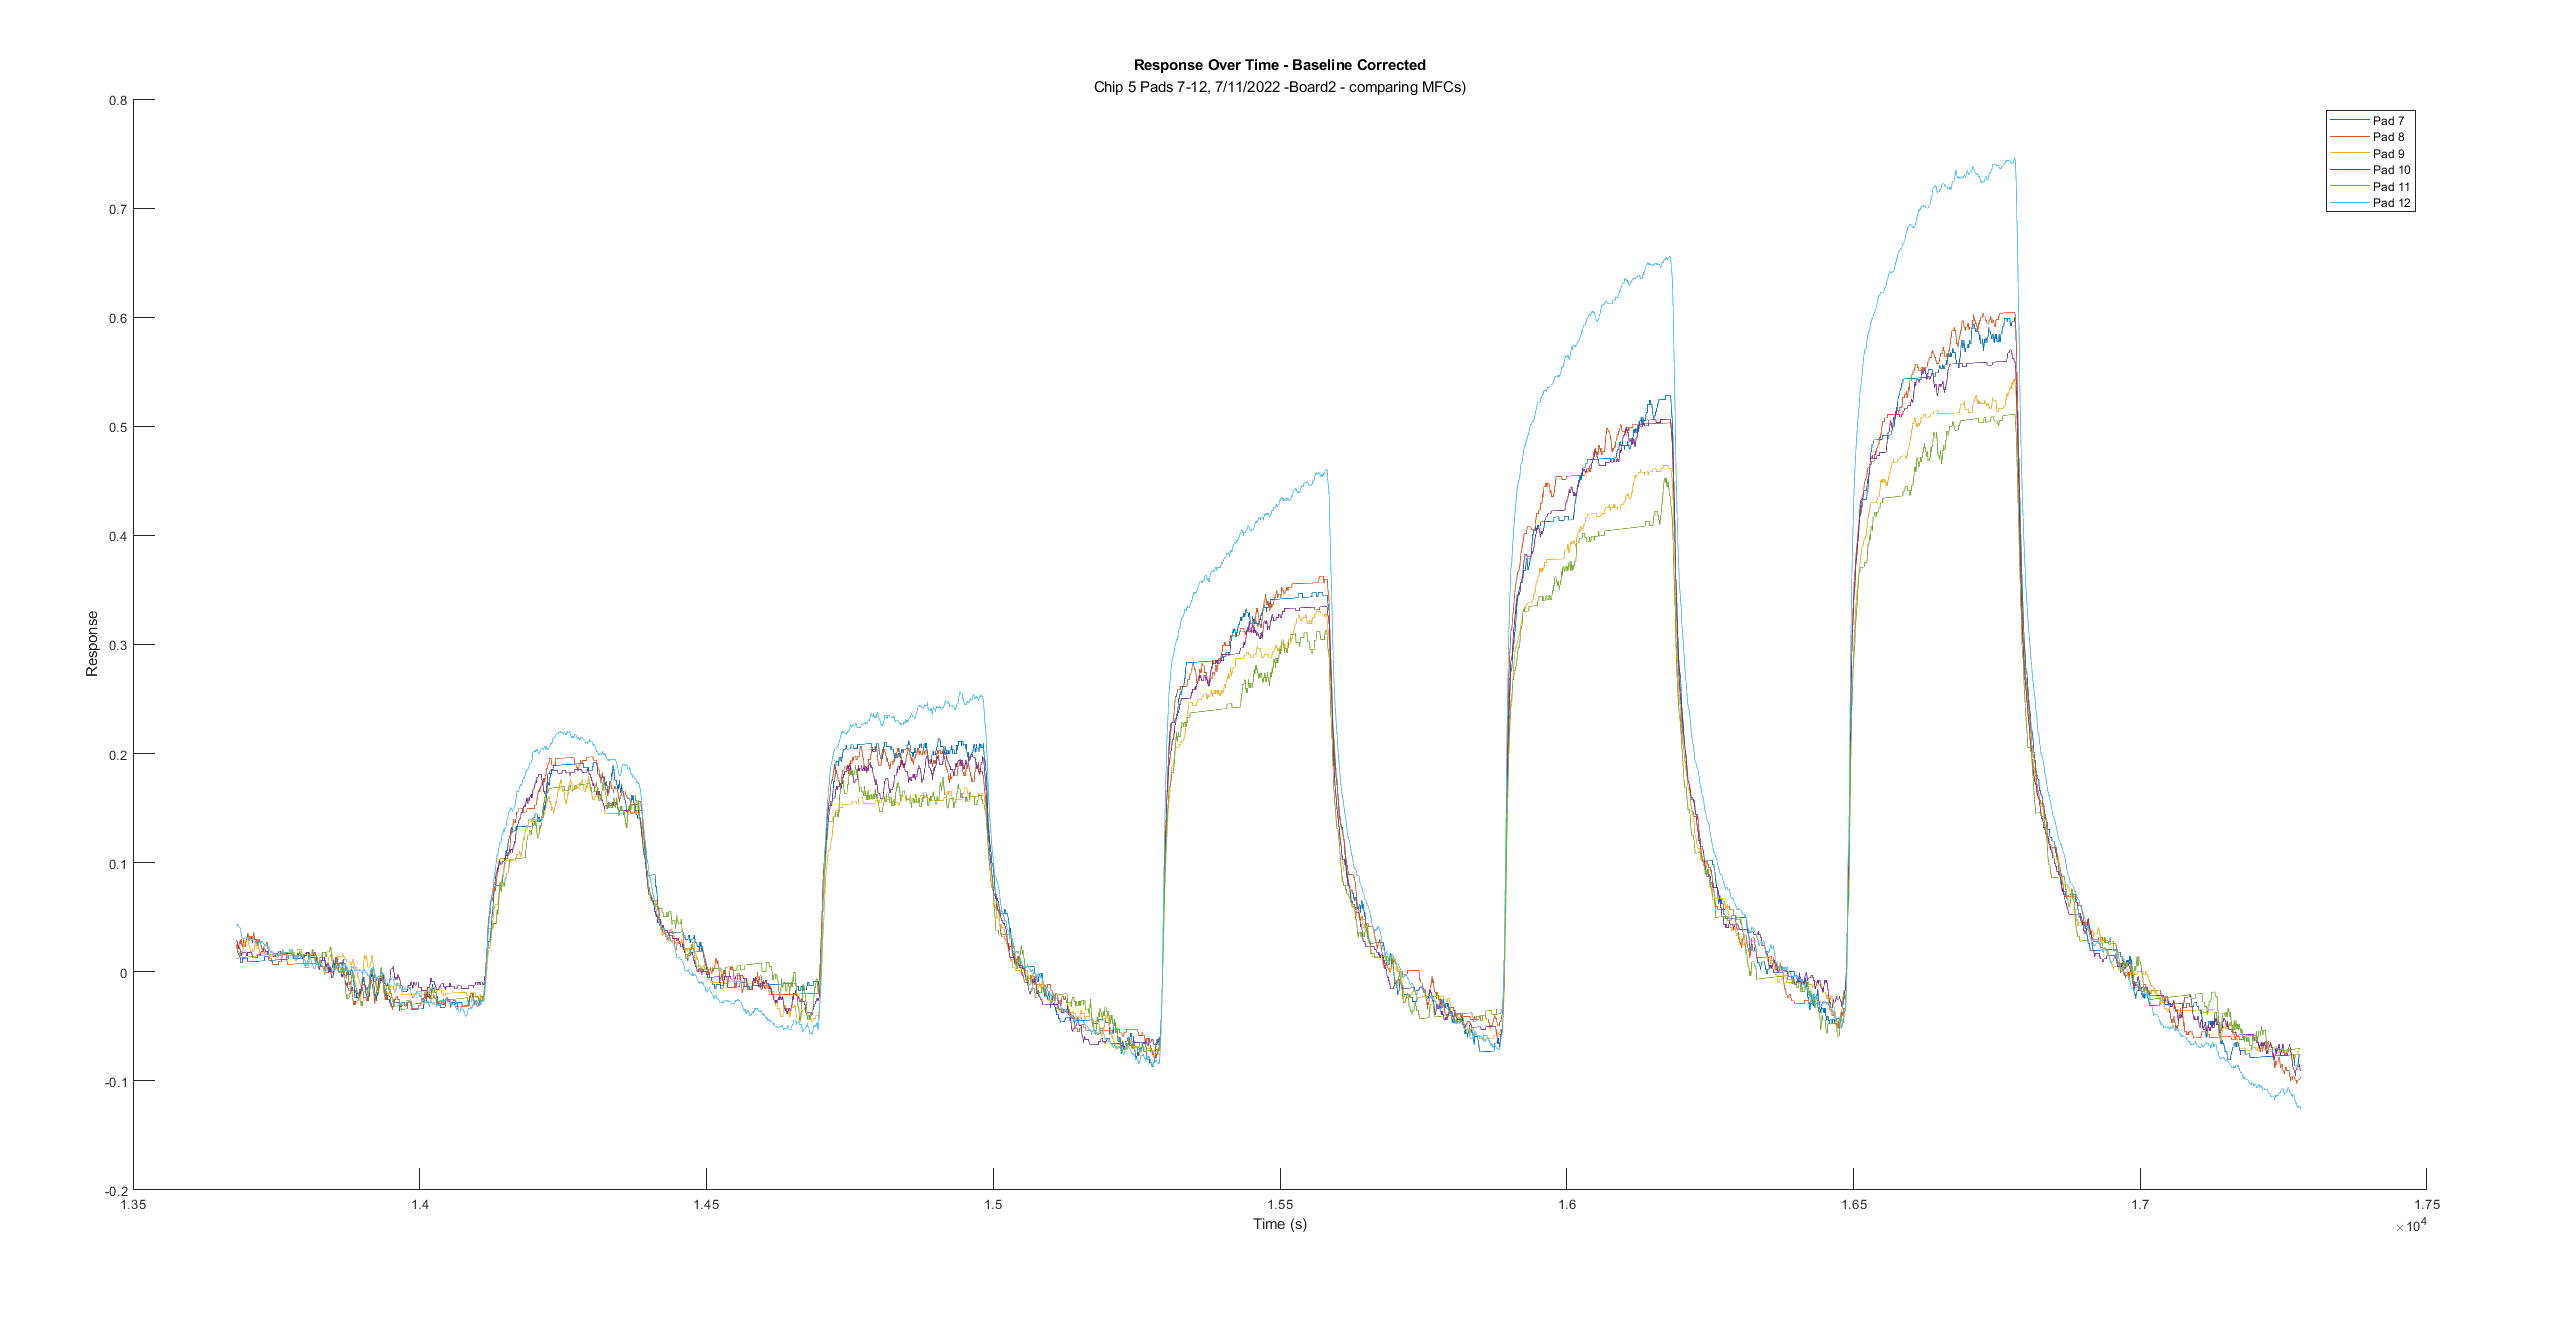 Response Over Time - Baseline Corrected
Chip 5 Pads 7-12, 7/11/2022 -Board2 - comparing MFCs)
Pad 7
Pad 8
Pad 9
Pad 10
Pad 11
Pad 12
Response
0.8
0.7
0.6
0.5
0.4
0.3
0.2
0.1
0
-0.1
-0.2
1.35 1.4 1.45 1.5 1.55 1.6 1.65 1.7 1.75
Time (s)
×10⁴